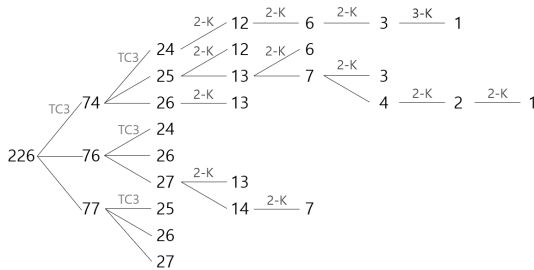 2-K 2-K 2-K 3-K
12 6 3 1
TC3 24 2-K 12 2-K 6
25 13 7 2-K 3
TC3 74 26 2-K 13 4 2-K 2 2-K 1
TC3 24
226 76 26
27 2-K 13
TC3 14 2-K 7
77 25
26
27